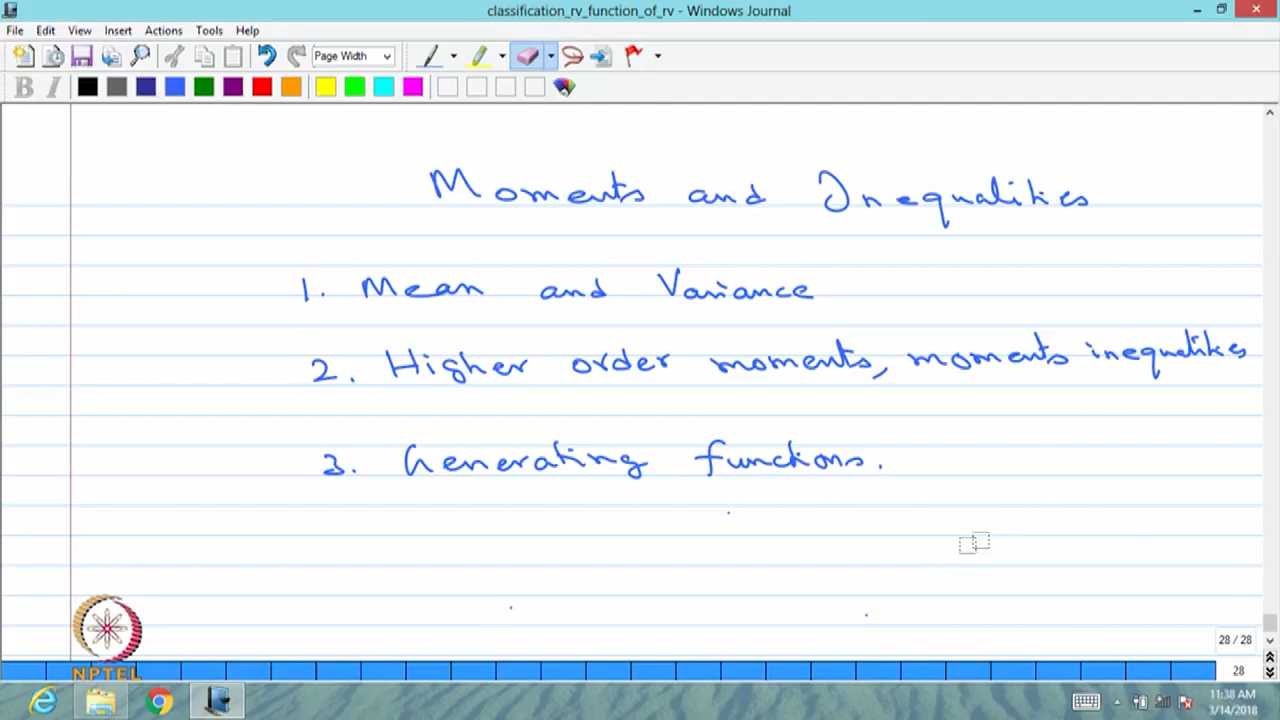 classification_rv_function_of_rv - Windows Journal
File Edit View Insert Actions Tools Help
Page Width
B I
Moments and Inequalities
1. Mean and Variance
2. Higher order moments, moments inequalities
3. Generating functions.
28 / 28
NPTEL
28
11:38 AM
3/14/2018